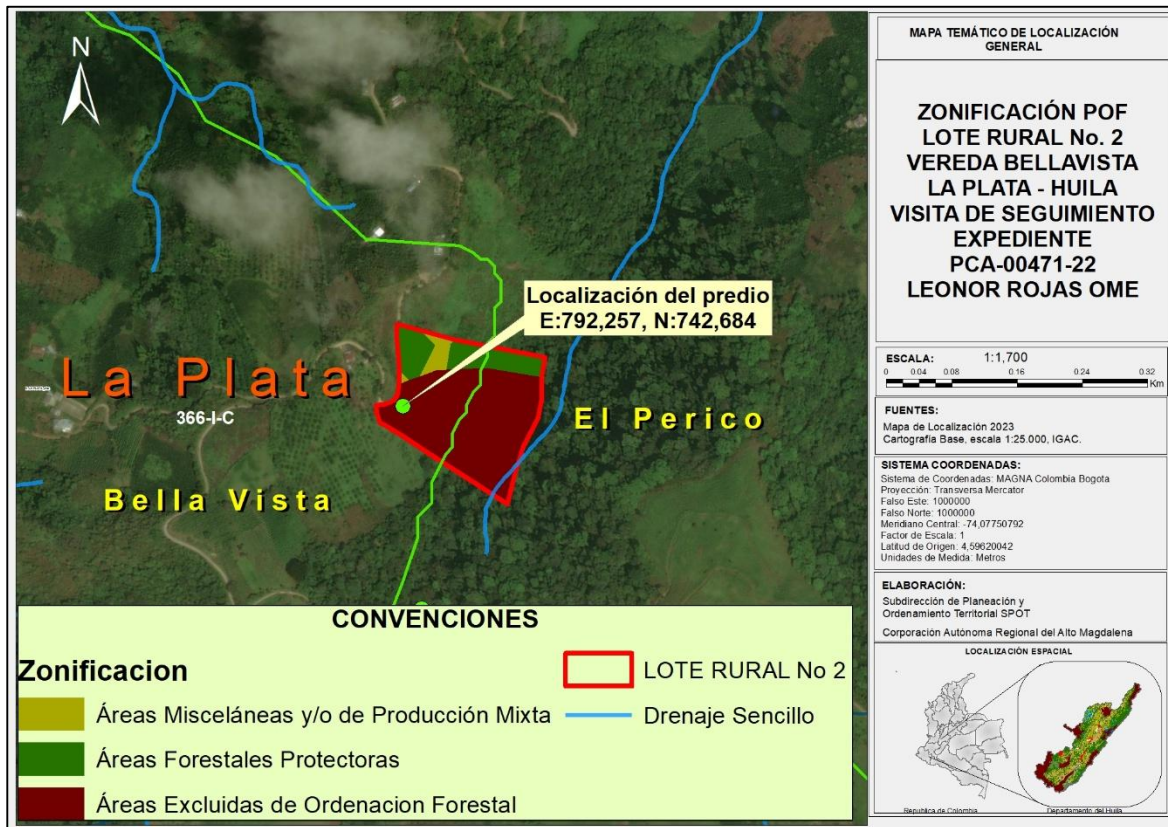 N
Localización del predio
E:792,257, N:742,684
La Plata
366-I-C
El Perico
Bella Vista
CONVENCIONES
Zonificacion
Áreas Misceláneas y/o de Producción Mixta
Áreas Forestales Protectoras
Áreas Excluidas de Ordenacion Forestal
LOTE RURAL No 2
Drenaje Sencillo
MAPA TEMÁTICO DE LOCALIZACIÓN
GENERAL
ZONIFICACIÓN POF
LOTE RURAL No. 2
VEREDA BELLAVISTA
LA PLATA - HUILA
VISITA DE SEGUIMIENTO
EXPEDIENTE
PCA-00471-22
LEONOR ROJAS OME
ESCALA: 1:1,700
0 0.04 0.08 0.16 0.24 0.32
Km
FUENTES:
Mapa de Localización 2023
Cartografía Base, escala 1:25.000, IGAC.
SISTEMA COORDENADAS:
Sistema de Coordenadas: MAGNA Colombia Bogota
Proyección: Transversa Mercator
Falso Este: 1000000
Falso Norte: 1000000
Meridiano Central: -74,07750792
Factor de Escala: 1
Latitud de Origen: 4,59620042
Unidades de Medida: Metros
ELABORACIÓN:
Subdirección de Planeación y
Ordenamiento Territorial SPOT
Corporación Autónoma Regional del Alto Magdalena
LOCALIZACIÓN ESPACIAL
Republica de Colombia
Departamento del Huila